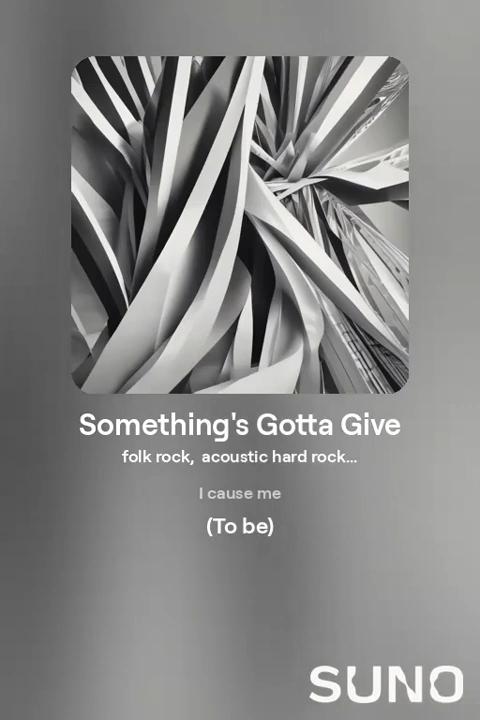 Something's Gotta Give
folk rock, acoustic hard rock...
I cause me
(To be)
SUNO